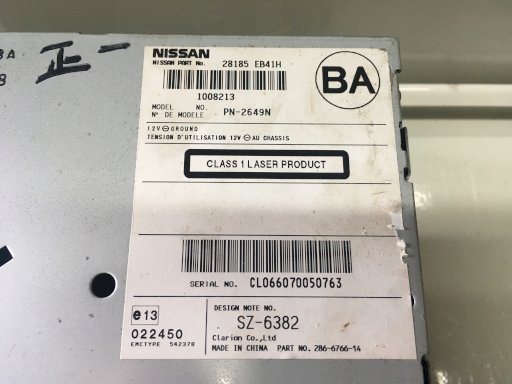 BA
正一
B
NISSAN
NISSAN PART No. 28185 EB41H
BA
1008213
MODEL NO.
N° DE MODELE PN-2649N
12V ⊖ GROUND
TENSION D'UTILISATION 12V ⊖ AU CHASSIS
CLASS 1 LASER PRODUCT
SERIAL NO. CL066070050763
e13
022450
EMCTYPE 542378
DESIGN NOTE NO.
SZ-6382
Clarion Co.,Ltd
MADE IN CHINA PART NO. 286-6766-14